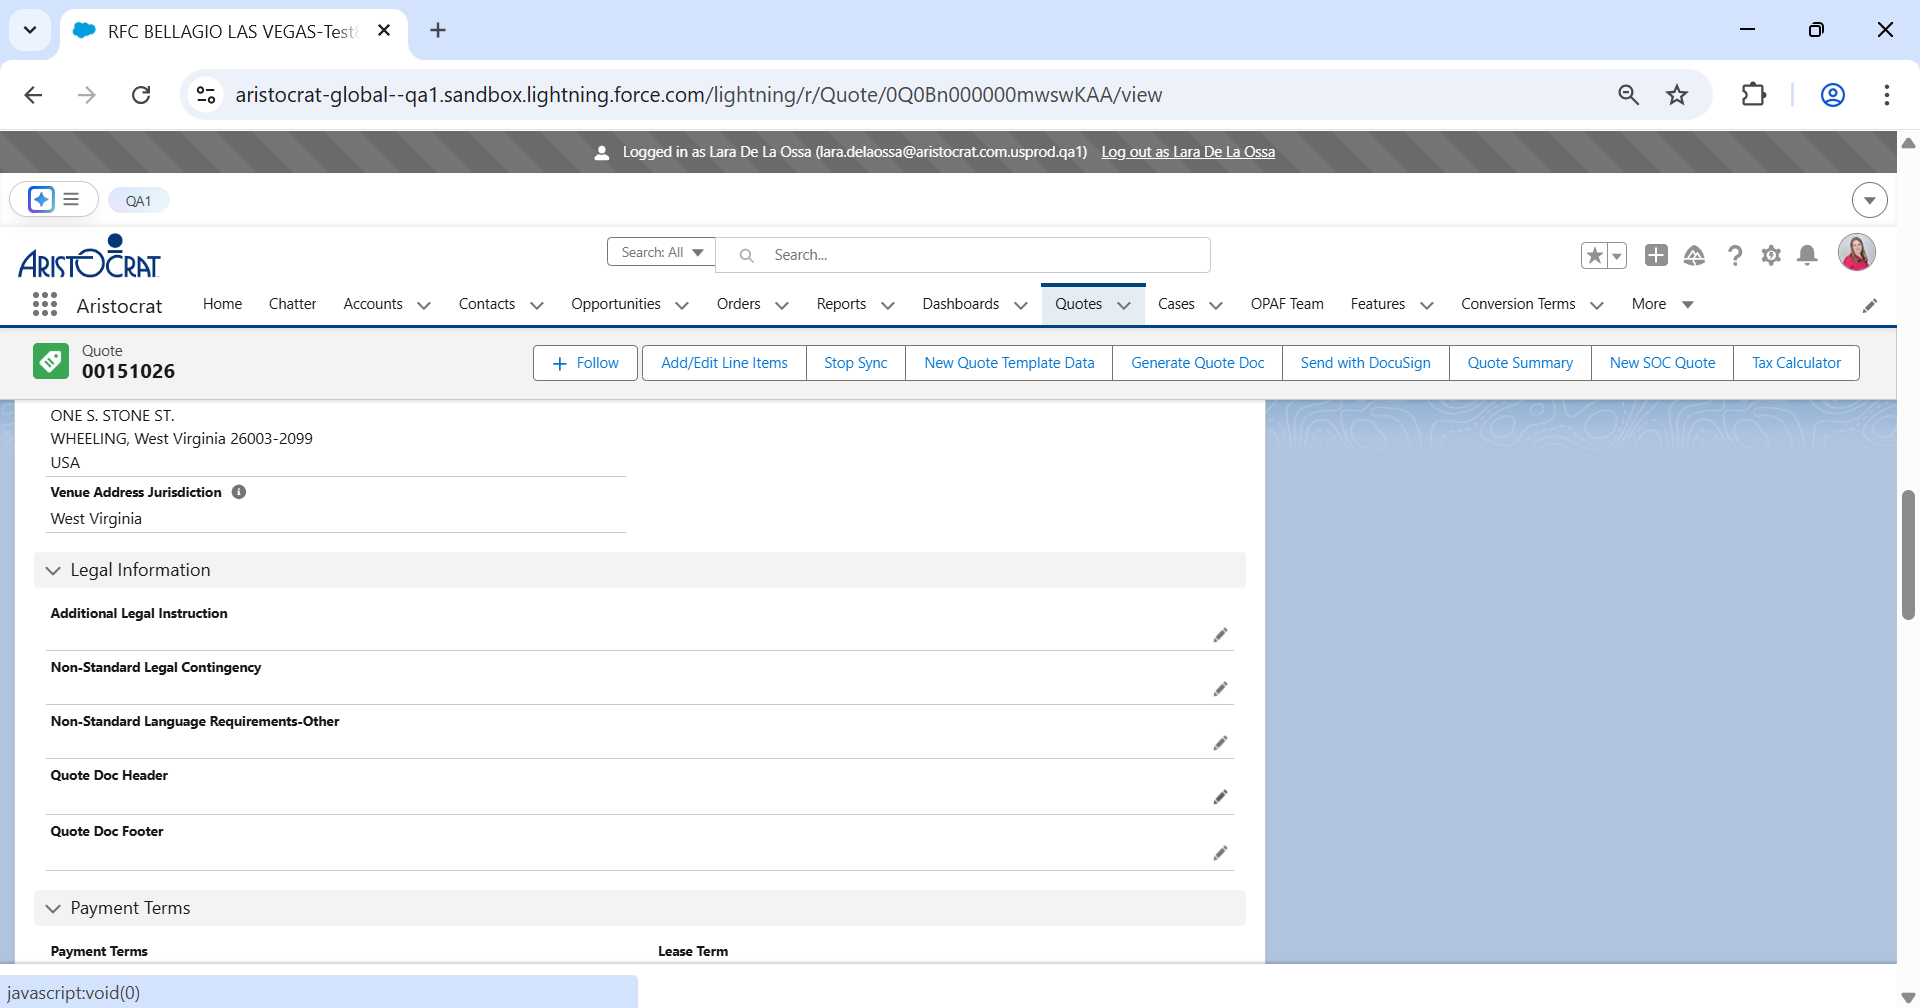 RFC BELLAGIO LAS VEGAS-Test
aristocrat-global--qa1.sandbox.lightning.force.com/lightning/r/Quote/0Q0Bn000000mwswKAA/view
Logged in as Lara De La Ossa (lara.delaossa@aristocrat.com.usprod.qa1) Log out as Lara De La Ossa
QA1
ARISTOCRAT
Search: All Search...
Aristocrat Home Chatter Accounts Contacts Opportunities Orders Reports Dashboards Quotes Cases OPAF Team Features Conversion Terms More
Quote
00151026
Follow Add/Edit Line Items Stop Sync New Quote Template Data Generate Quote Doc Send with DocuSign Quote Summary New SOC Quote Tax Calculator
ONE S. STONE ST.
WHEELING, West Virginia 26003-2099
USA
Venue Address Jurisdiction
West Virginia
Legal Information
Additional Legal Instruction
Non-Standard Legal Contingency
Non-Standard Language Requirements-Other
Quote Doc Header
Quote Doc Footer
Payment Terms
Payment Terms Lease Term
javascript:void(0)